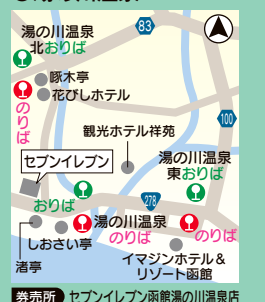 83
湯の川温泉
北おりば
啄木亭
花びしホテル
のりば
100
観光ホテル祥苑
セブンイレブン
湯の川温泉
東おりば
おりば
278
湯の川温泉
のりば
のりば
しおさい亭
渚亭
イマジンホテル&
リゾート函館
券売所 セブンイレブン函館湯の川温泉店